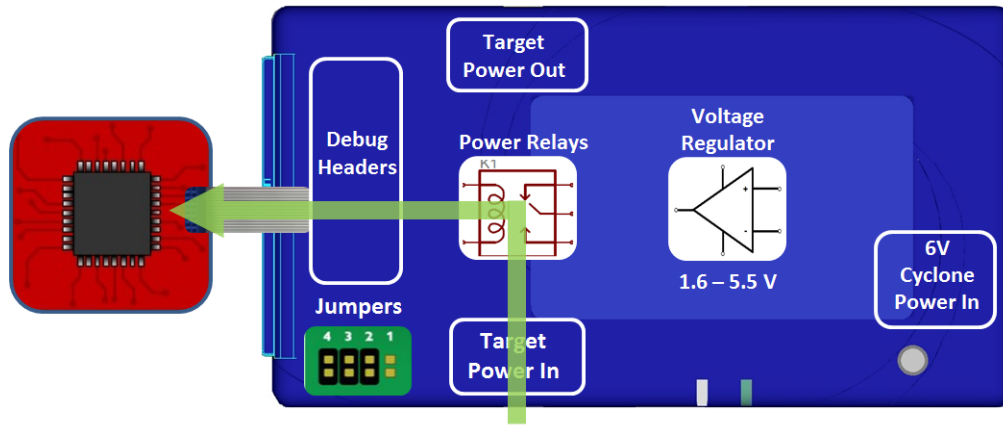 Target
Power Out
Debug
Headers
Power Relays
K1
Voltage
Regulator
1.6 – 5.5 V
6V
Cyclone
Power In
Jumpers
4 3 2 1
Target
Power In